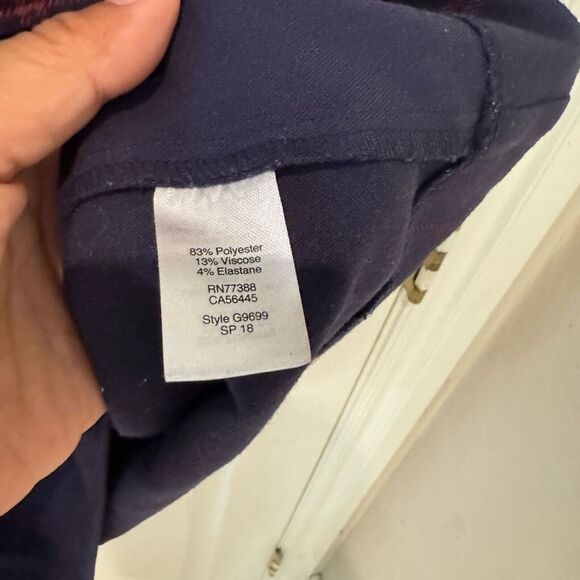 83% Polyester
13% Viscose
4% Elastane
RN77388
CA56445
Style G9699
SP 18